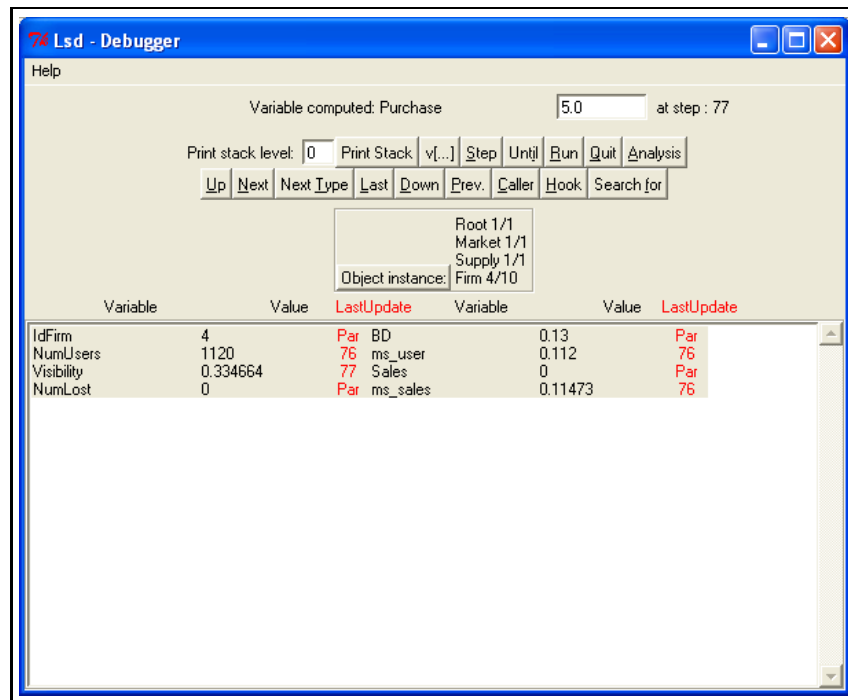 Lsd - Debugger
Help
Variable computed: Purchase 5.0 at step : 77
Print stack level: 0 Print Stack v[...] Step Until Run Quit Analysis
Up Next Next Type Last Down Prev. Caller Hook Search for
Root 1/1
Market 1/1
Supply 1/1
Object instance: Firm 4/10
Variable Value LastUpdate Variable Value LastUpdate
IdFirm 4 Par BD 0.13 Par
NumUsers 1120 76 ms_user 0.112 76
Visibility 0.334664 77 Sales 0 Par
NumLost 0 Par ms_sales 0.11473 76